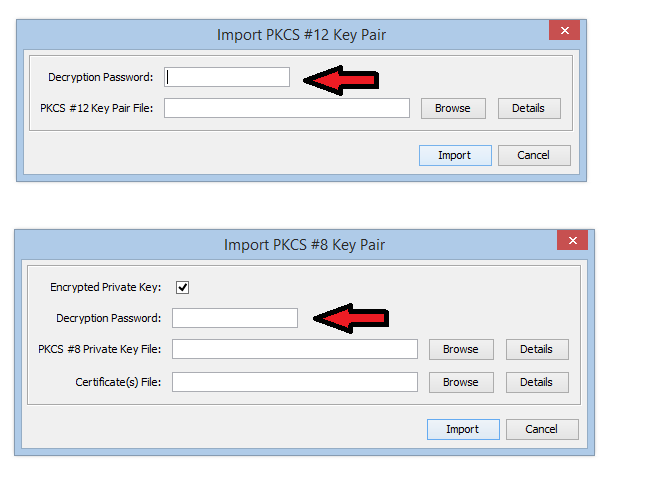 Import PKCS #12 Key Pair
Decryption Password:
PKCS #12 Key Pair File: Browse Details
Import Cancel
Import PKCS #8 Key Pair
Encrypted Private Key:
Decryption Password:
PKCS #8 Private Key File: Browse Details
Certificate(s) File: Browse Details
Import Cancel